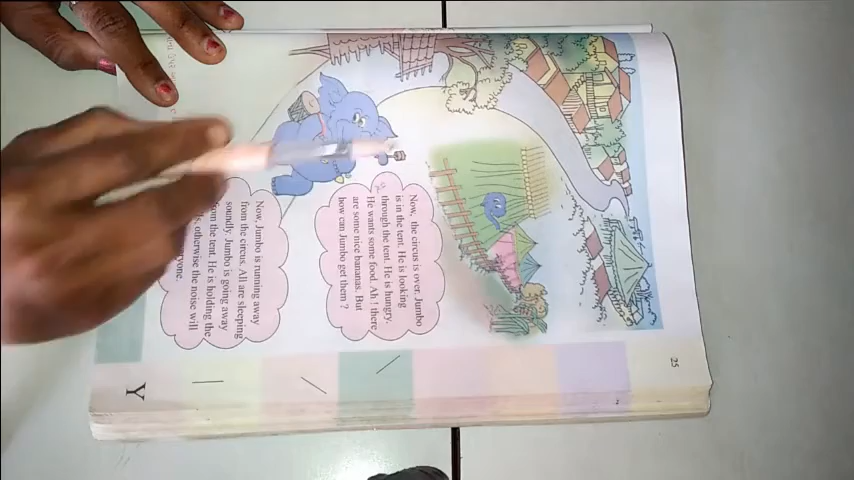 25
Now, the circus is over. Jumbo
is in the tent. He is looking
through the tent. He is hungry.
He wants some food. Ah ! there
are some nice bananas. But
how can Jumbo get them ?
Now, Jumbo is running away
from the circus. All are sleeping
soundly. Jumbo is going away
from the tent. He is holding the
otherwise the noise will
Y